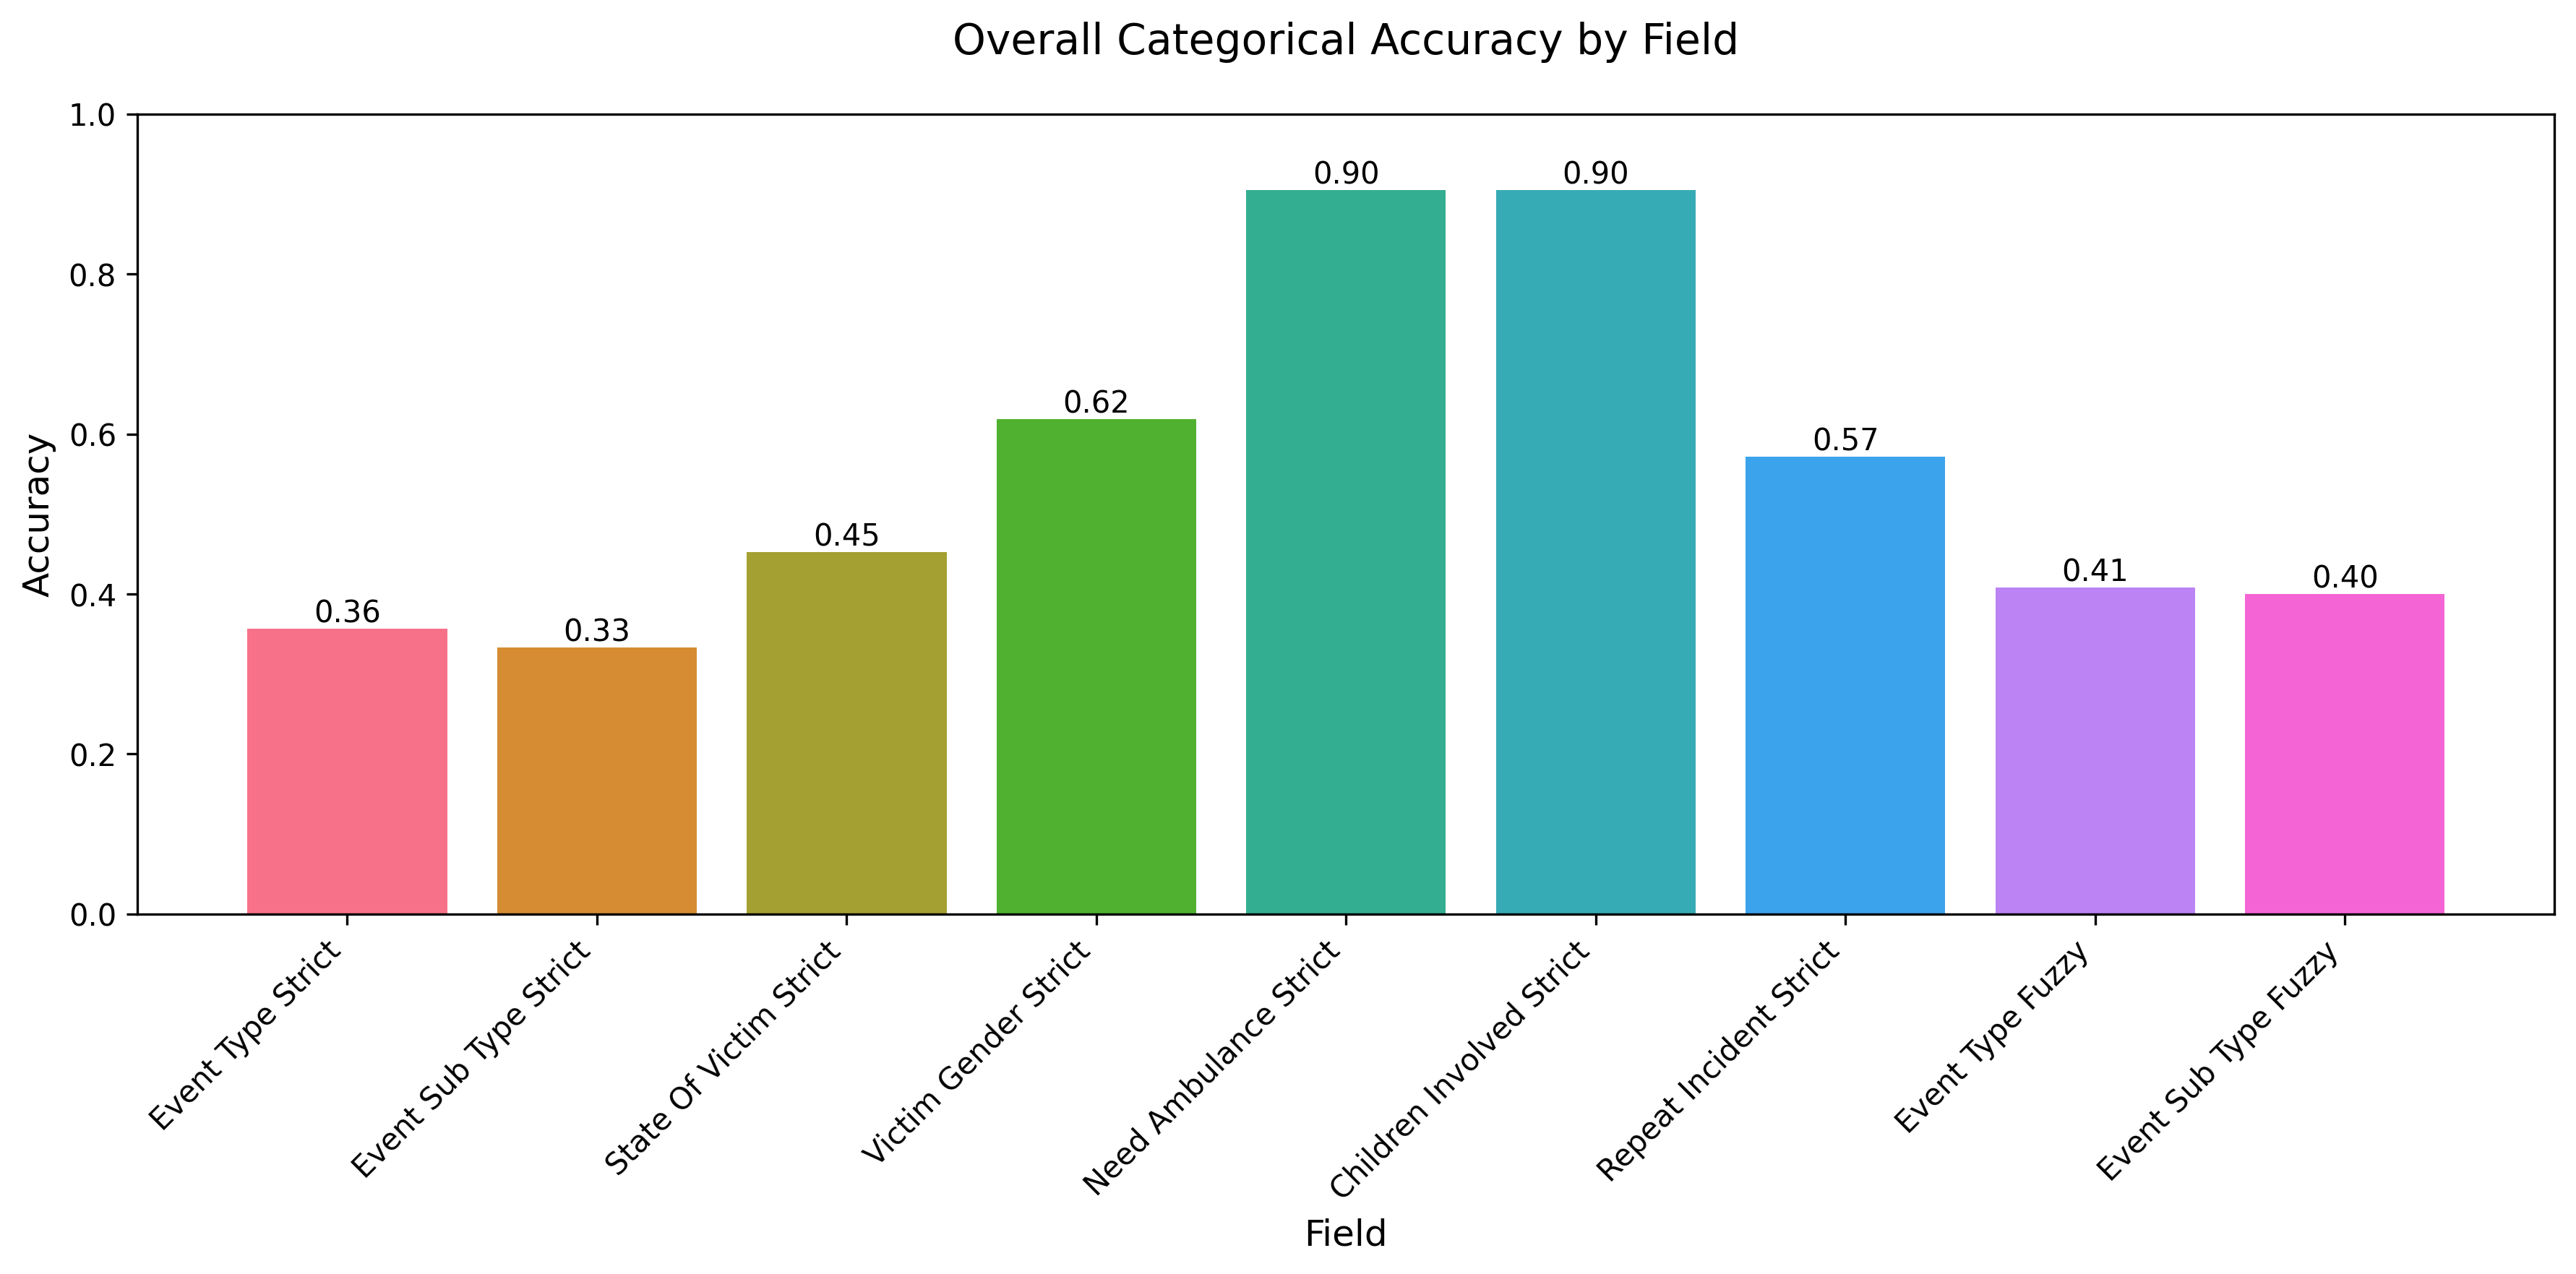 Overall Categorical Accuracy by Field
Accuracy
1.0
0.8
0.6
0.4
0.2
0.0
0.36
0.33
0.45
0.62
0.90
0.90
0.57
0.41
0.40
Event Type Strict
Event Sub Type Strict
State Of Victim Strict
Victim Gender Strict
Need Ambulance Strict
Children Involved Strict
Repeat Incident Strict
Event Type Fuzzy
Event Sub Type Fuzzy
Field